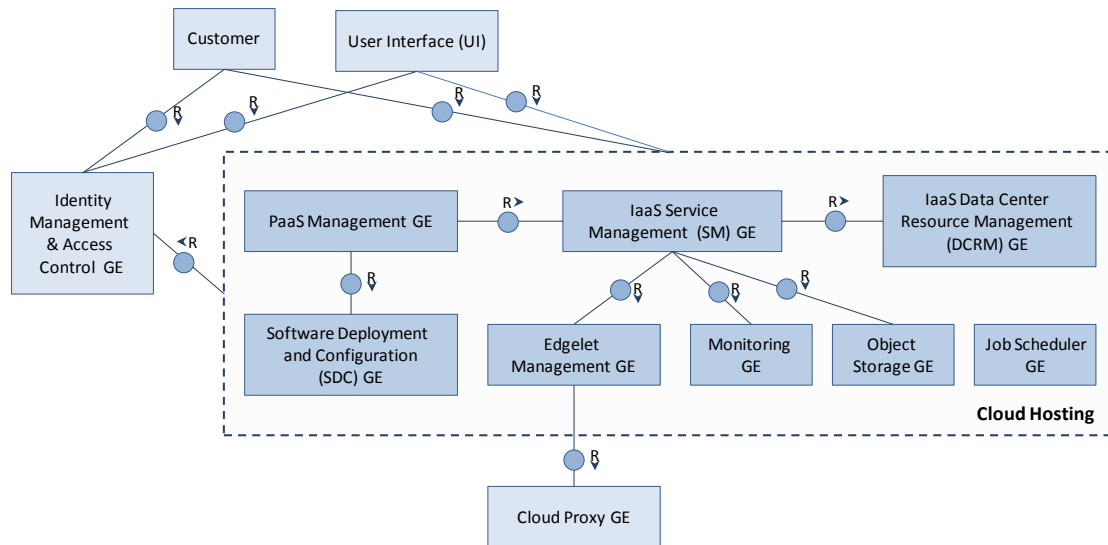 Customer
User Interface (UI)
R
R
R
R
Identity
Management
& Access
Control GE
R
PaaS Management GE
R
IaaS Service
Management (SM) GE
R
IaaS Data Center
Resource Management
(DCRM) GE
R
R
R
R
Software Deployment
and Configuration
(SDC) GE
Edgelet
Management GE
Monitoring
GE
Object
Storage GE
Job Scheduler
GE
Cloud Hosting
R
Cloud Proxy GE